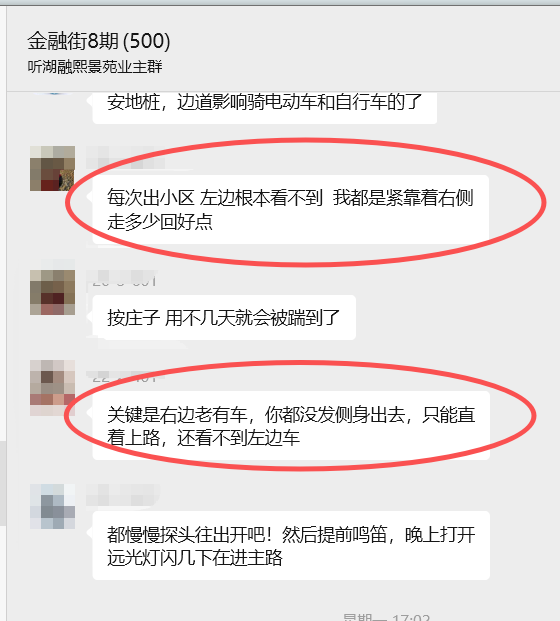 金融街8期 (500)
听湖融熙景苑业主群
安地桩，边道影响骑电动车和自行车的了
每次出小区 左边根本看不到 我都是紧靠着右侧
走多少回好点
按庄子 用不几天就会被踹到了
关键是右边老有车，你都没发侧身出去，只能直
着上路，还看不到左边车
都慢慢探头往出开吧！然后提前鸣笛，晚上打开
远光灯闪几下在进主路
星期一 17:02